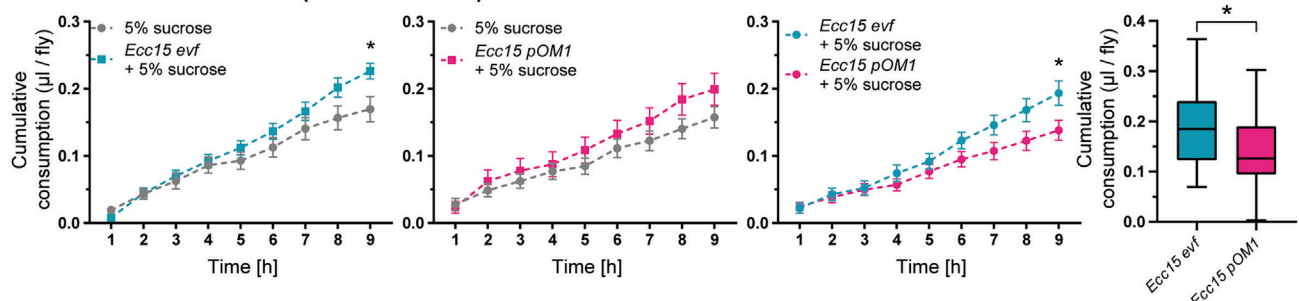 Cumulative
consumption (µl / fly)
0.3
0.2
0.1
0.0
5% sucrose
Ecc15 evf
+ 5% sucrose
*
1 2 3 4 5 6 7 8 9
Time [h]
0.3
0.2
0.1
0.0
5% sucrose
Ecc15 pOM1
+ 5% sucrose
1 2 3 4 5 6 7 8 9
Time [h]
0.3
0.2
0.1
0.0
Ecc15 evf
+ 5% sucrose
Ecc15 pOM1
+ 5% sucrose
*
1 2 3 4 5 6 7 8 9
Time [h]
Cumulative
consumption (µl / fly)
0.4
0.3
0.2
0.1
0.0
*
Ecc15 evf
Ecc15 pOM1